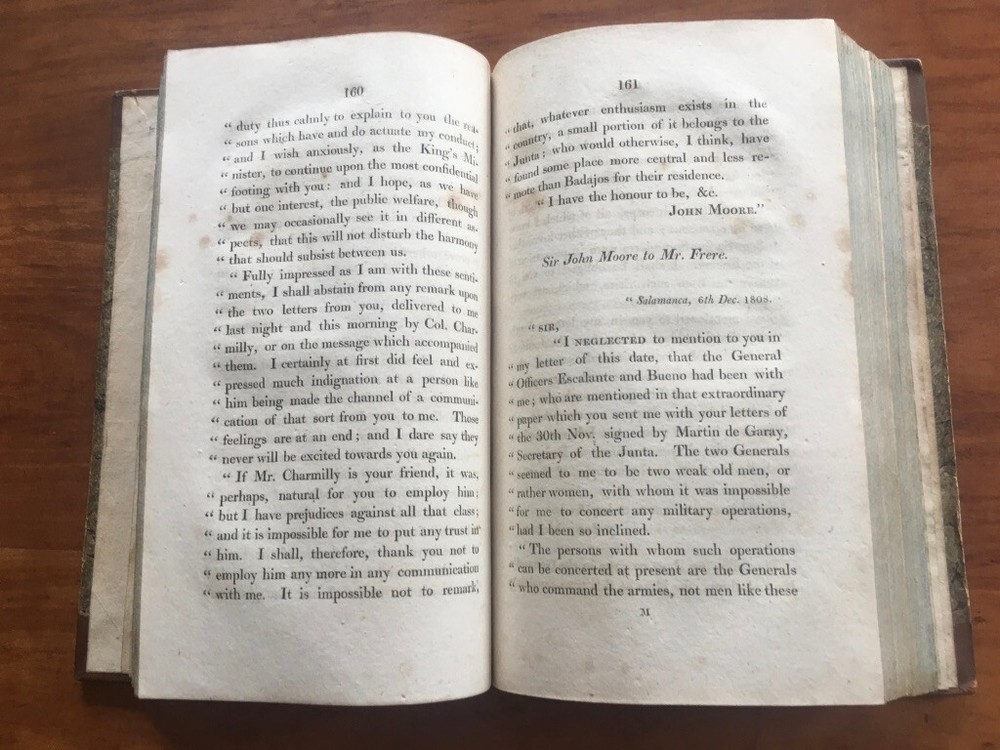 160
“ duty thus calmly to explain to you the rea-
“ sons which have and do actuate my conduct;
“ and I wish anxiously, as the King's Mi-
“ nister, to continue upon the most confidential
“ footing with you: and I hope, as we have
“ but one interest, the public welfare, though
“ we may occasionally see it in different as-
“ pects, that this will not disturb the harmony
“ that should subsist between us.
“ Fully impressed as I am with these senti-
“ ments, I shall abstain from any remark upon
“ the two letters from you, delivered to me
“ last night and this morning by Col. Char-
“ milly, or on the message which accompanied
“ them. I certainly at first did feel and ex-
“ pressed much indignation at a person like
“ him being made the channel of a communi-
“ cation of that sort from you to me. Those
“ feelings are at an end; and I dare say they
“ never will be excited towards you again.
“ If Mr. Charmilly is your friend, it was,
“ perhaps, natural for you to employ him;
“ but I have prejudices against all that class;
“ and it is impossible for me to put any trust in
“ him. I shall, therefore, thank you not to
“ employ him any more in any communication
“ with me. It is impossible not to remark,
161
“ that, whatever enthusiasm exists in the
“ country, a small portion of it belongs to the
“ Junta; who would otherwise, I think, have
“ found some place more central and less re-
“ mote than Badajos for their residence.
“ I have the honour to be, &c.
JOHN MOORE.”
Sir John Moore to Mr. Frere.
“ Salamanca, 6th Dec. 1808.
“ SIR,
“ I NEGLECTED to mention to you in
“ my letter of this date, that the General
“ Officers Escalante and Bueno had been with
“ me; who are mentioned in that extraordinary
“ paper which you sent me with your letters of
“ the 30th Nov. signed by Martin de Garay,
“ Secretary of the Junta. The two Generals
“ seemed to me to be two weak old men, or
“ rather women, with whom it was impossible
“ for me to concert any military operations,
“ had I been so inclined.
“ The persons with whom such operations
“ can be concerted at present are the Generals
“ who command the armies, not men like these
M